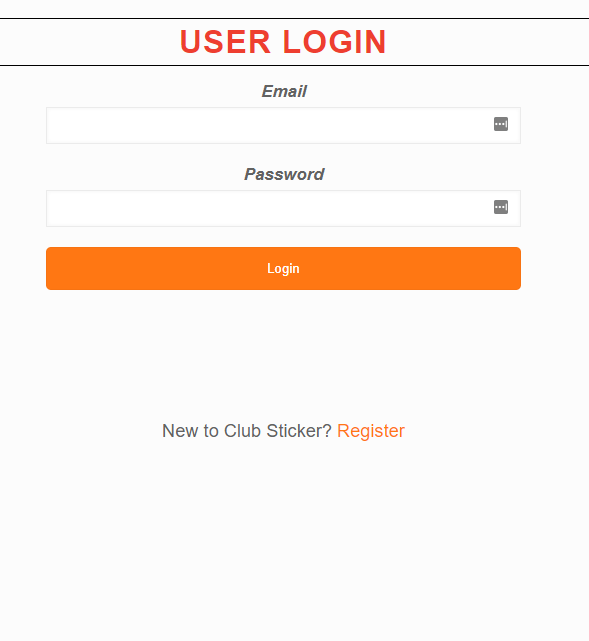 USER LOGIN
Email
Password
Login
New to Club Sticker? Register